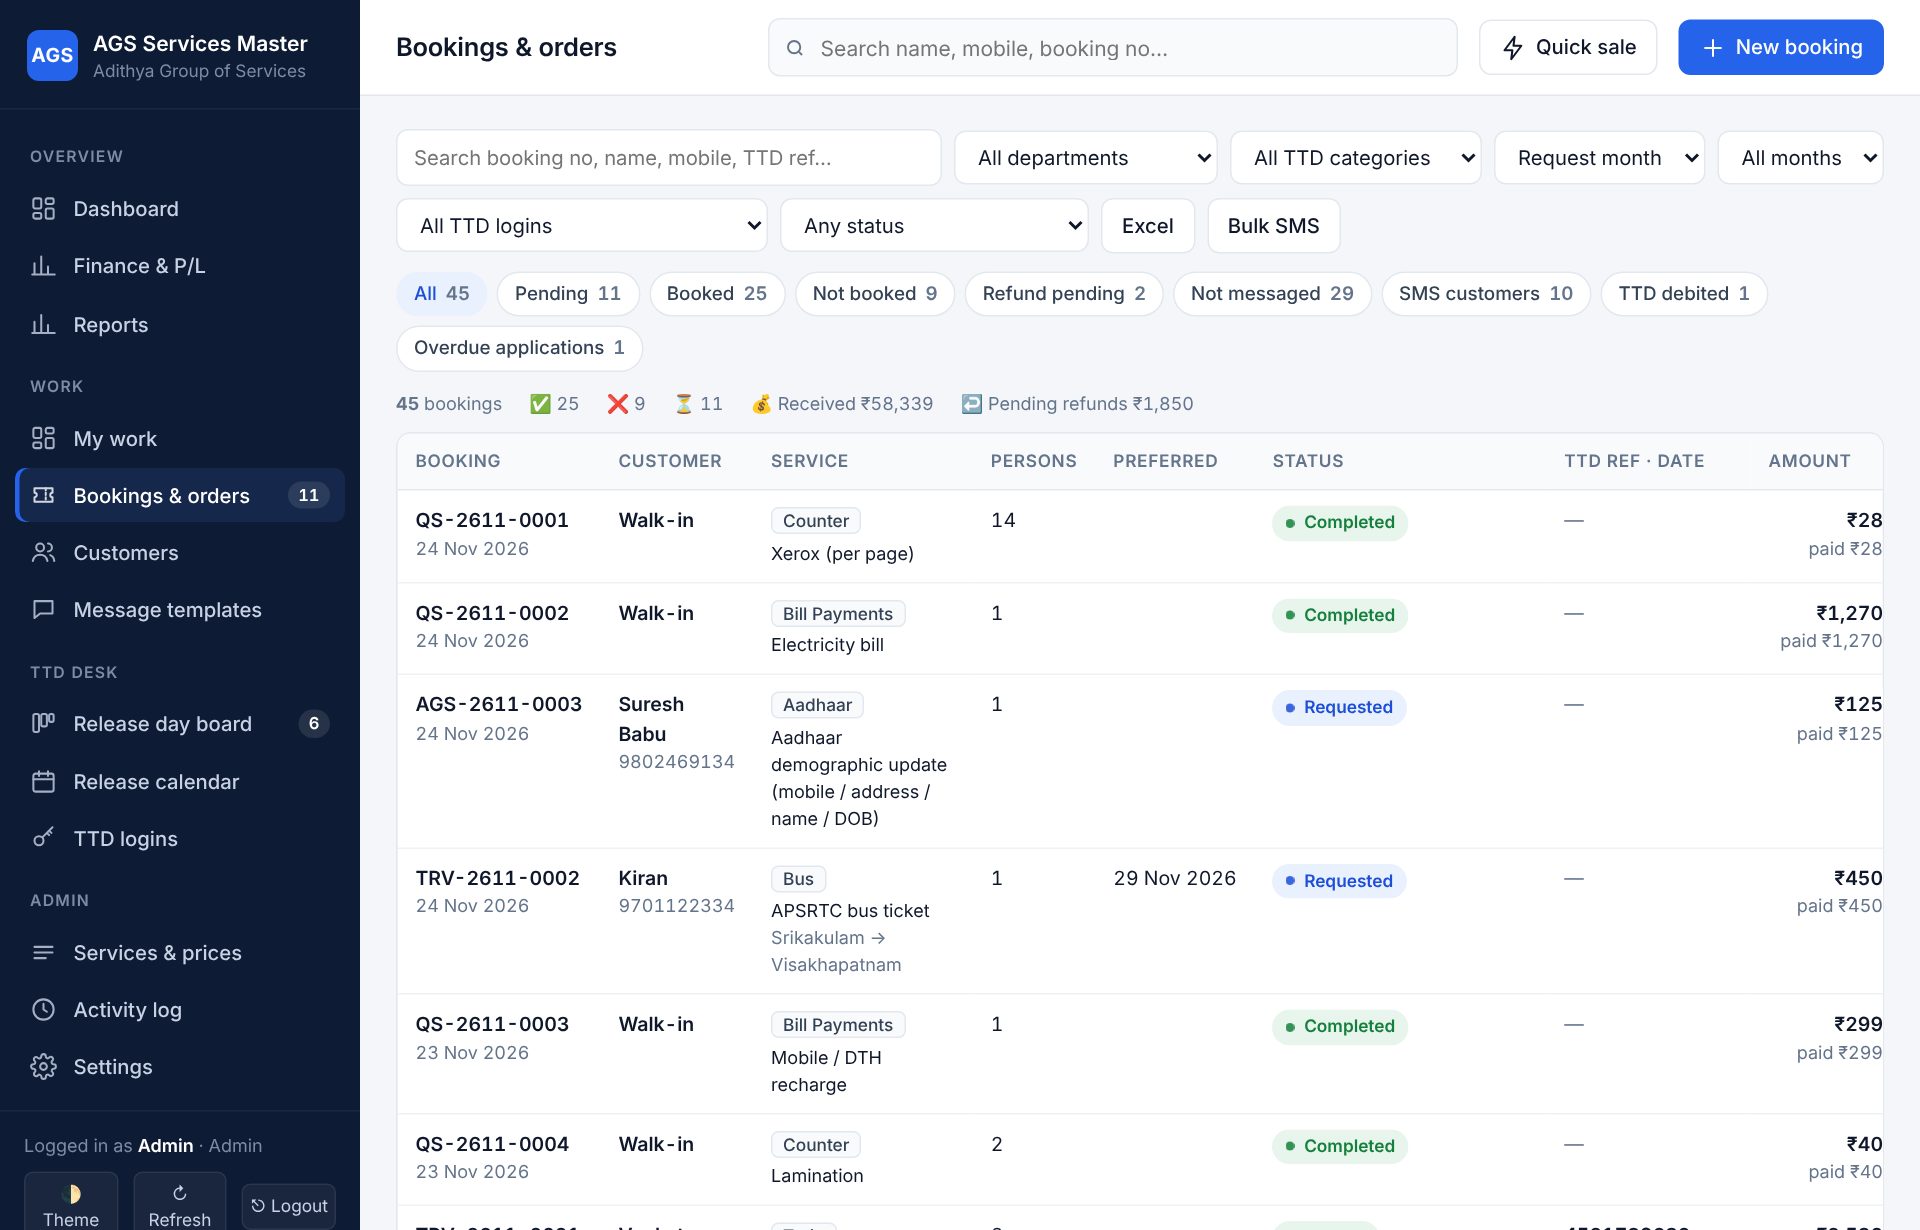 AGS
AGS Services Master
Adithya Group of Services
OVERVIEW
Dashboard
Finance & P/L
Reports
WORK
My work
Bookings & orders 11
Customers
Message templates
TTD DESK
Release day board 6
Release calendar
TTD logins
ADMIN
Services & prices
Activity log
Settings
Logged in as Admin · Admin
Theme
Refresh
Logout
Bookings & orders
Search name, mobile, booking no...
Quick sale
New booking
Search booking no, name, mobile, TTD ref...
All departments
All TTD categories
Request month
All months
All TTD logins
Any status
Excel
Bulk SMS
All 45
Pending 11
Booked 25
Not booked 9
Refund pending 2
Not messaged 29
SMS customers 10
TTD debited 1
Overdue applications 1
45 bookings ✅ 25 ❌ 9 ⏳ 11 💰 Received ₹58,339 ↩️ Pending refunds ₹1,850
BOOKING CUSTOMER SERVICE PERSONS PREFERRED STATUS TTD REF · DATE AMOUNT
QS-2611-0001 Walk-in Counter 14 Completed — ₹28
24 Nov 2026 Xerox (per page) paid ₹28
QS-2611-0002 Walk-in Bill Payments 1 Completed — ₹1,270
24 Nov 2026 Electricity bill paid ₹1,270
AGS-2611-0003 Suresh Aadhaar 1 Requested — ₹125
24 Nov 2026 Babu Aadhaar paid ₹125
9802469134 demographic update
(mobile / address /
name / DOB)
TRV-2611-0002 Kiran Bus 1 29 Nov 2026 Requested — ₹450
24 Nov 2026 9701122334 APSRTC bus ticket paid ₹450
Srikakulam →
Visakhapatnam
QS-2611-0003 Walk-in Bill Payments 1 Completed — ₹299
23 Nov 2026 Mobile / DTH paid ₹299
recharge
QS-2611-0004 Walk-in Counter 2 Completed — ₹40
23 Nov 2026 Lamination paid ₹40